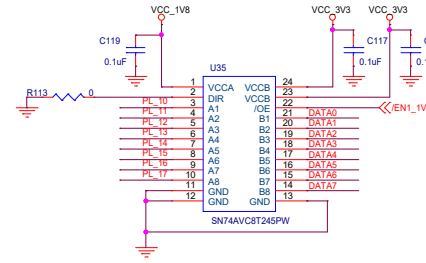 VCC_1V8
VCC_3V3
VCC_3V3
C119
0.1uF
U35
C117
0.1uF
R113
0
1
2
3
4
5
6
7
8
9
10
11
12
VCCA
DIR
A1
A2
A3
A4
A5
A6
A7
A8
GND
GND
VCCB
VCCB
/OE
B1
B2
B3
B4
B5
B6
B7
B8
GND
24
23
22
21
20
19
18
17
16
15
14
13
PL_10
PL_11
PL_12
PL_13
PL_14
PL_15
PL_16
PL_17
/EN1_1V
DATA0
DATA1
DATA2
DATA3
DATA4
DATA5
DATA6
DATA7
SN74AVC8T245PW